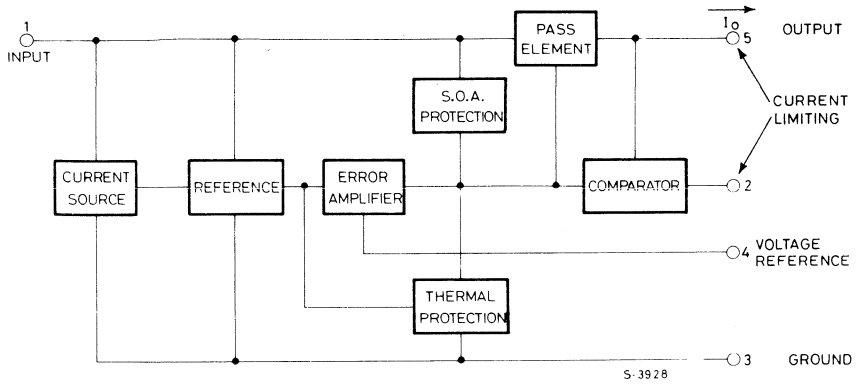 1
INPUT
PASS
ELEMENT
Io
5
OUTPUT
S.O.A.
PROTECTION
CURRENT
LIMITING
CURRENT
SOURCE
REFERENCE
ERROR
AMPLIFIER
COMPARATOR
2
4
VOLTAGE
REFERENCE
THERMAL
PROTECTION
3
GROUND
S-3928